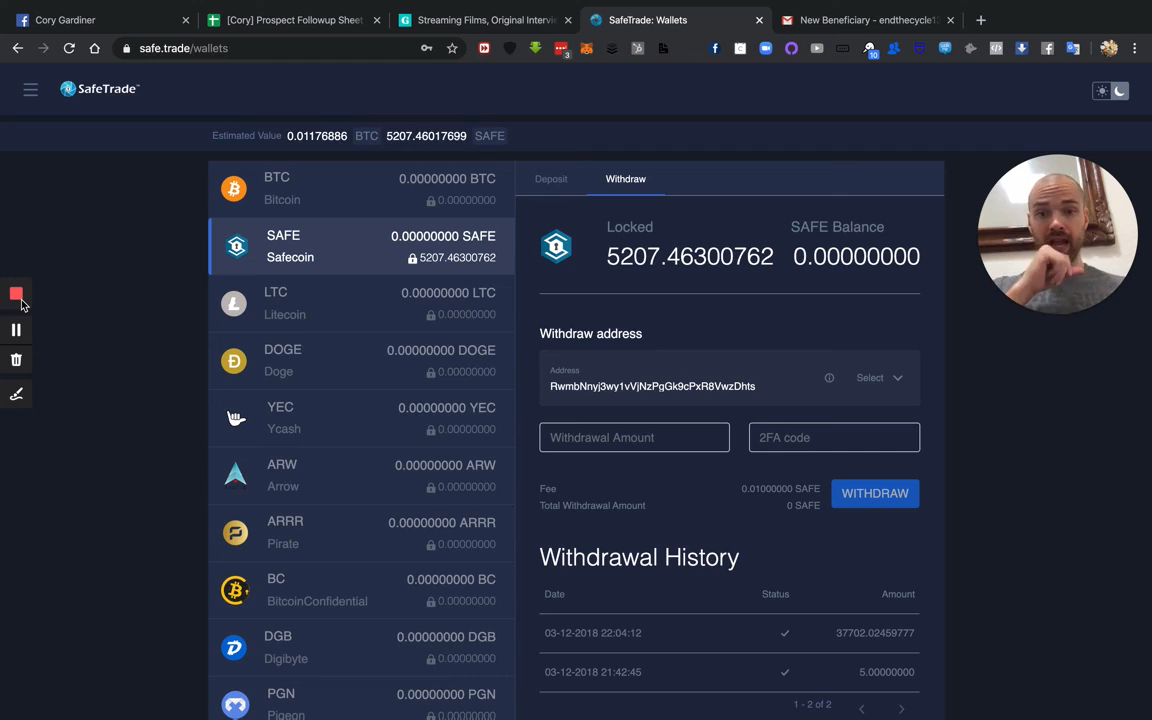 Cory Gardiner
[Cory] Prospect Followup Sheet
Streaming Films, Original Intervi
SafeTrade: Wallets
New Beneficiary - endthecycle12
safe.trade/wallets
3
10
SafeTrade™
Estimated Value 0.01176886 BTC 5207.46017699 SAFE
BTC 0.00000000 BTC
Bitcoin 0.00000000
SAFE 0.00000000 SAFE
Safecoin 5207.46300762
LTC 0.00000000 LTC
Litecoin 0.00000000
DOGE 0.00000000 DOGE
Doge 0.00000000
YEC 0.00000000 YEC
Ycash 0.00000000
ARW 0.00000000 ARW
Arrow 0.00000000
ARRR 0.00000000 ARRR
Pirate 0.00000000
BC 0.00000000 BC
BitcoinConfidential 0.00000000
DGB 0.00000000 DGB
Digibyte 0.00000000
PGN 0.00000000 PGN
Pigeon 0.00000000
Deposit Withdraw
Locked SAFE Balance
5207.46300762 0.00000000
Withdraw address
Address
RwmbNnyj3wy1vVjNzPgGk9cPxR8VwzDhts
Select
Withdrawal Amount 2FA code
Fee 0.01000000 SAFE
Total Withdrawal Amount 0 SAFE
WITHDRAW
Withdrawal History
Date Status Amount
03-12-2018 22:04:12 37702.02459777
03-12-2018 21:42:45 5.00000000
1 - 2 of 2